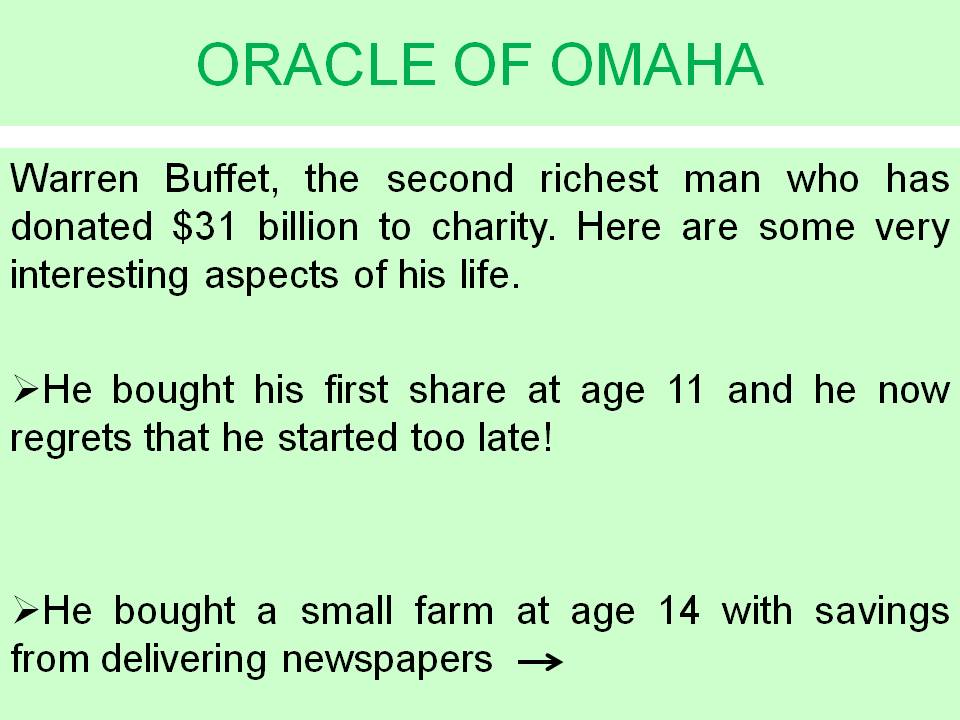 ORACLE OF OMAHA
Warren Buffet, the second richest man who has
donated $31 billion to charity. Here are some very
interesting aspects of his life.
➢He bought his first share at age 11 and he now
regrets that he started too late!
➢He bought a small farm at age 14 with savings
from delivering newspapers →